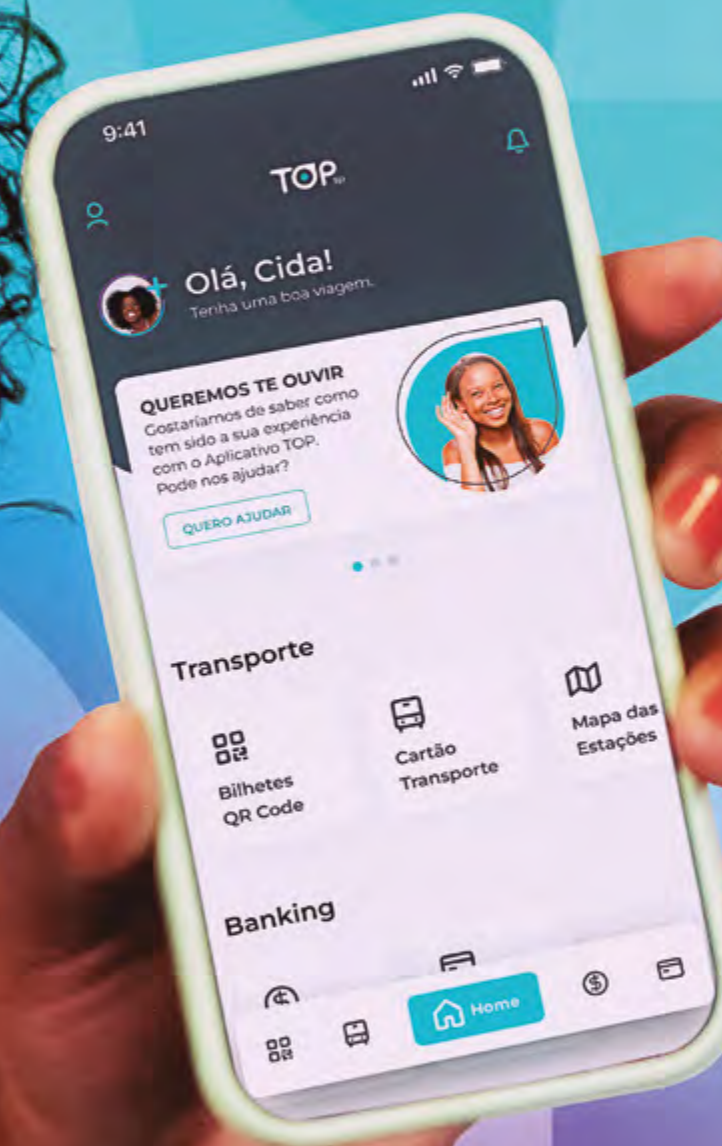 9:41
TOP
Olá, Cida!
Tenha uma boa viagem.
QUEREMOS TE OUVIR
Gostaríamos de saber como
tem sido a sua experiência
com o Aplicativo TOP.
Pode nos ajudar?
QUERO AJUDAR
Transporte
Bilhetes
QR Code
Cartão
Transporte
Mapa das
Estações
Banking
Home